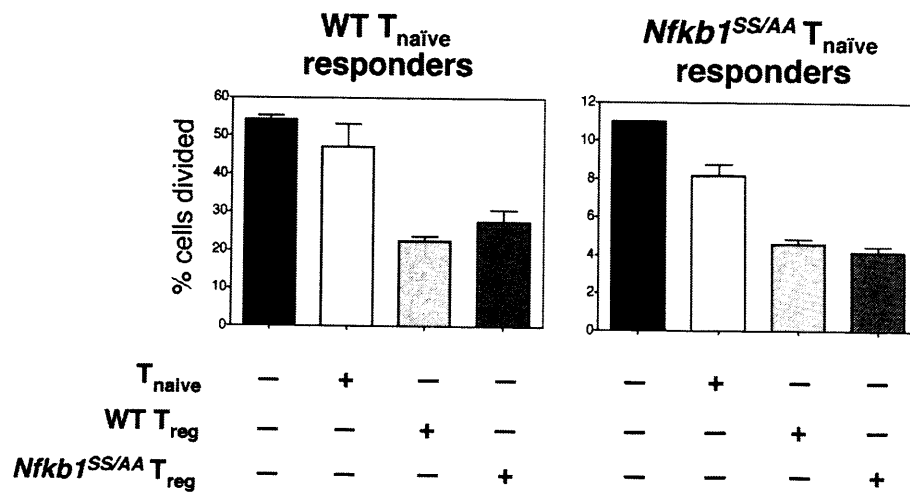 WT Tnaïve
responders
Nfkb1SS/AA Tnaïve
responders
% cells divided
60
50
40
30
20
10
0
12
10
8
6
4
2
0
Tnaive – + – – – + – –
WT Treg – – + – – – + –
Nfkb1SS/AA Treg – – – + – – – +